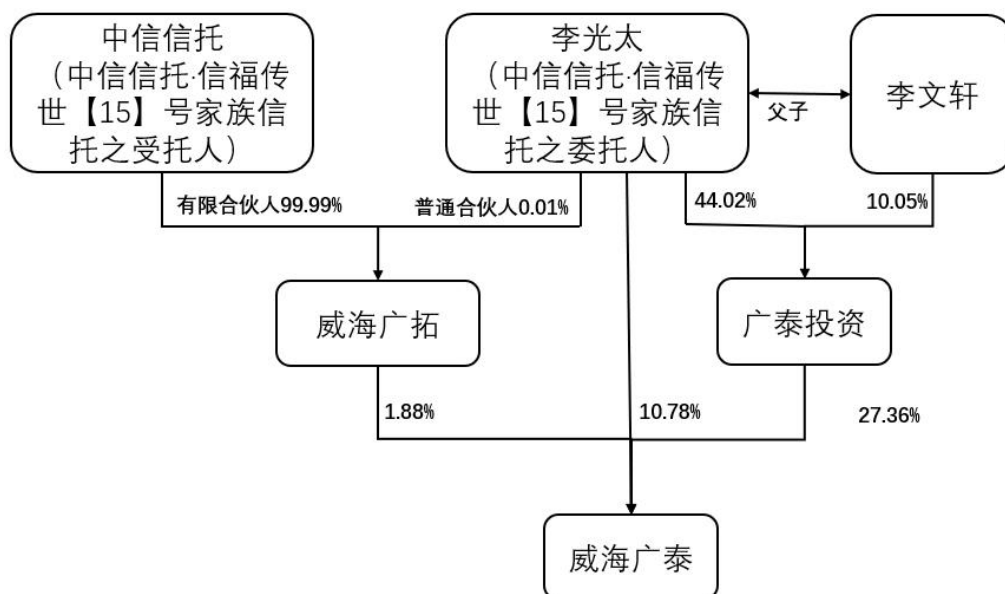 中信信托
（中信信托·信福传
世【15】号家族信
托之受托人）
李光太
（中信信托·信福传
世【15】号家族信
托之委托人）
父子
李文轩
有限合伙人99.99%
普通合伙人0.01%
44.02%
10.05%
威海广拓
广泰投资
1.88%
10.78%
27.36%
威海广泰